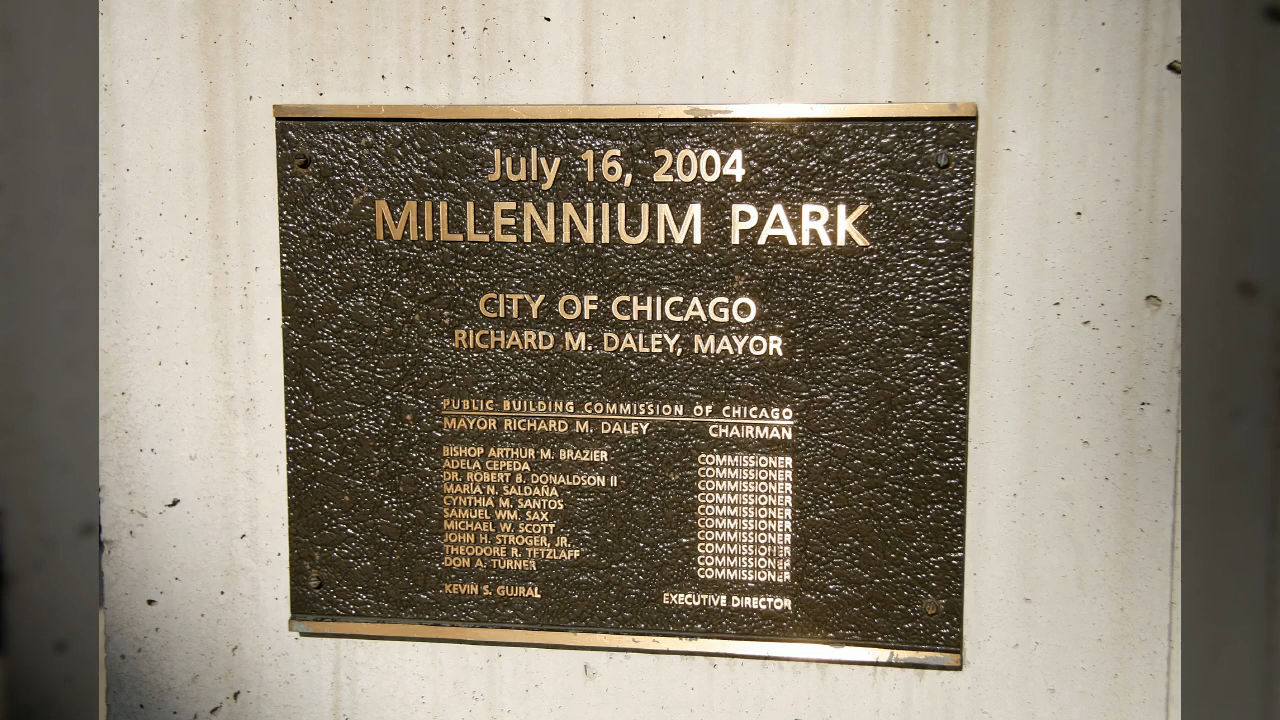 July 16, 2004
MILLENNIUM PARK
CITY OF CHICAGO
RICHARD M. DALEY, MAYOR
PUBLIC BUILDING COMMISSION OF CHICAGO
MAYOR RICHARD M. DALEY CHAIRMAN
BISHOP ARTHUR M. BRAZIER COMMISSIONER
ADELA CEPEDA COMMISSIONER
DR. ROBERT B. DONALDSON II COMMISSIONER
MARÍA N. SALDAÑA COMMISSIONER
CYNTHIA M. SANTOS COMMISSIONER
SAMUEL WM. SAX COMMISSIONER
MICHAEL W. SCOTT COMMISSIONER
JOHN H. STROGER, JR. COMMISSIONER
THEODORE R. TETZLAFF COMMISSIONER
DON A. TURNER COMMISSIONER
KEVIN S. GUJRAL EXECUTIVE DIRECTOR